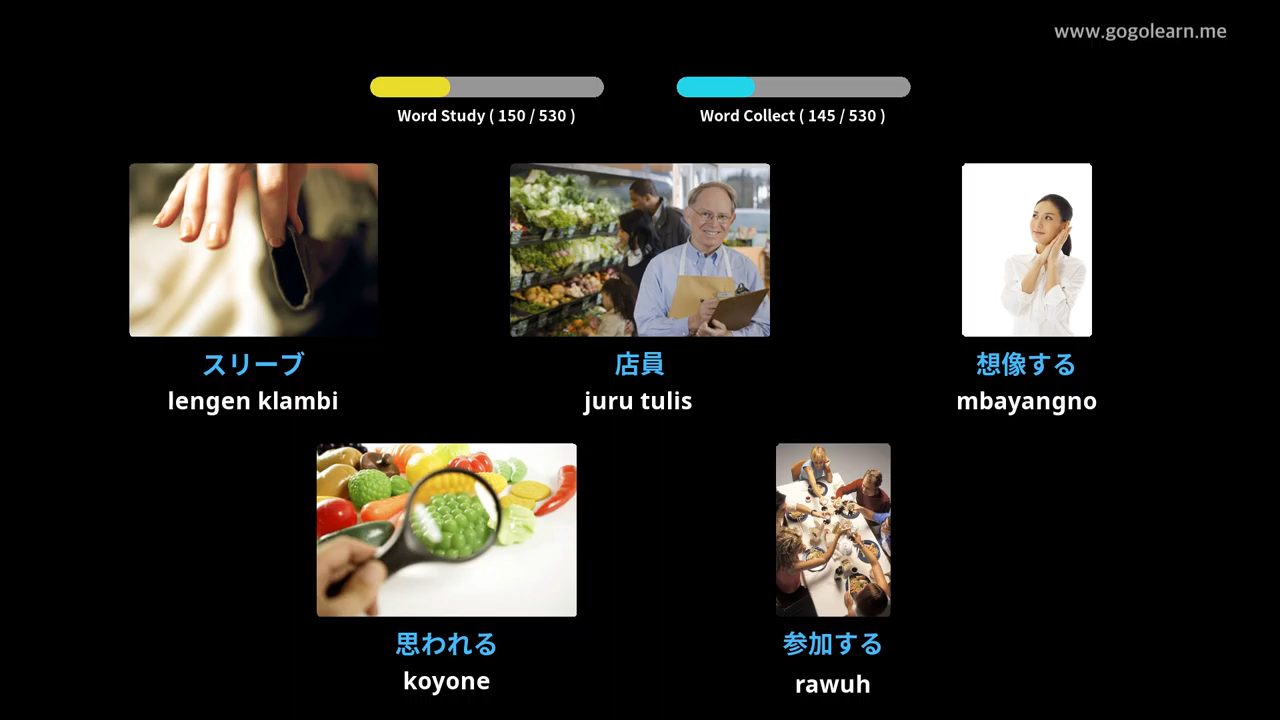 www.gogolearn.me
Word Study ( 150 / 530 )
Word Collect ( 145 / 530 )
スリーブ
lengen klambi
店員
juru tulis
想像する
mbayangno
思われる
koyone
参加する
rawuh